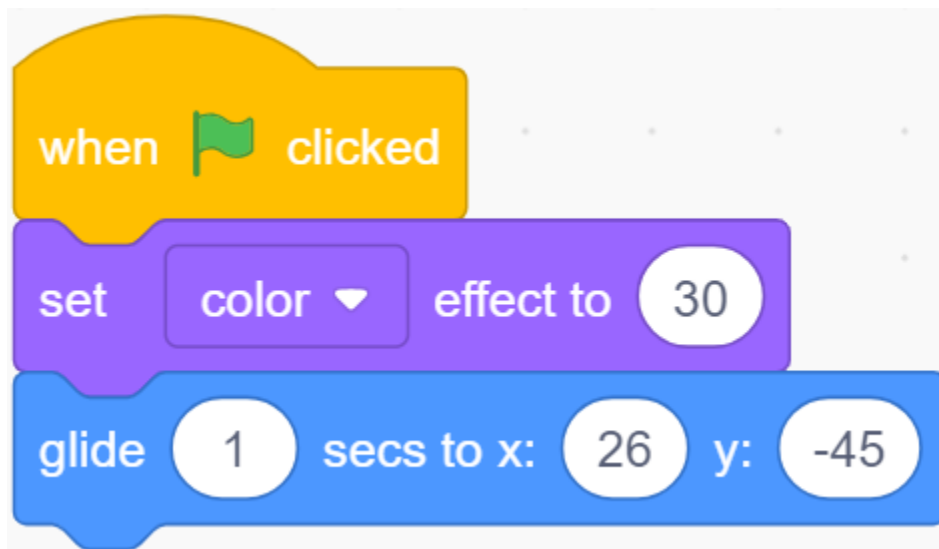 when clicked
set color effect to 30
glide 1 secs to x: 26 y: -45